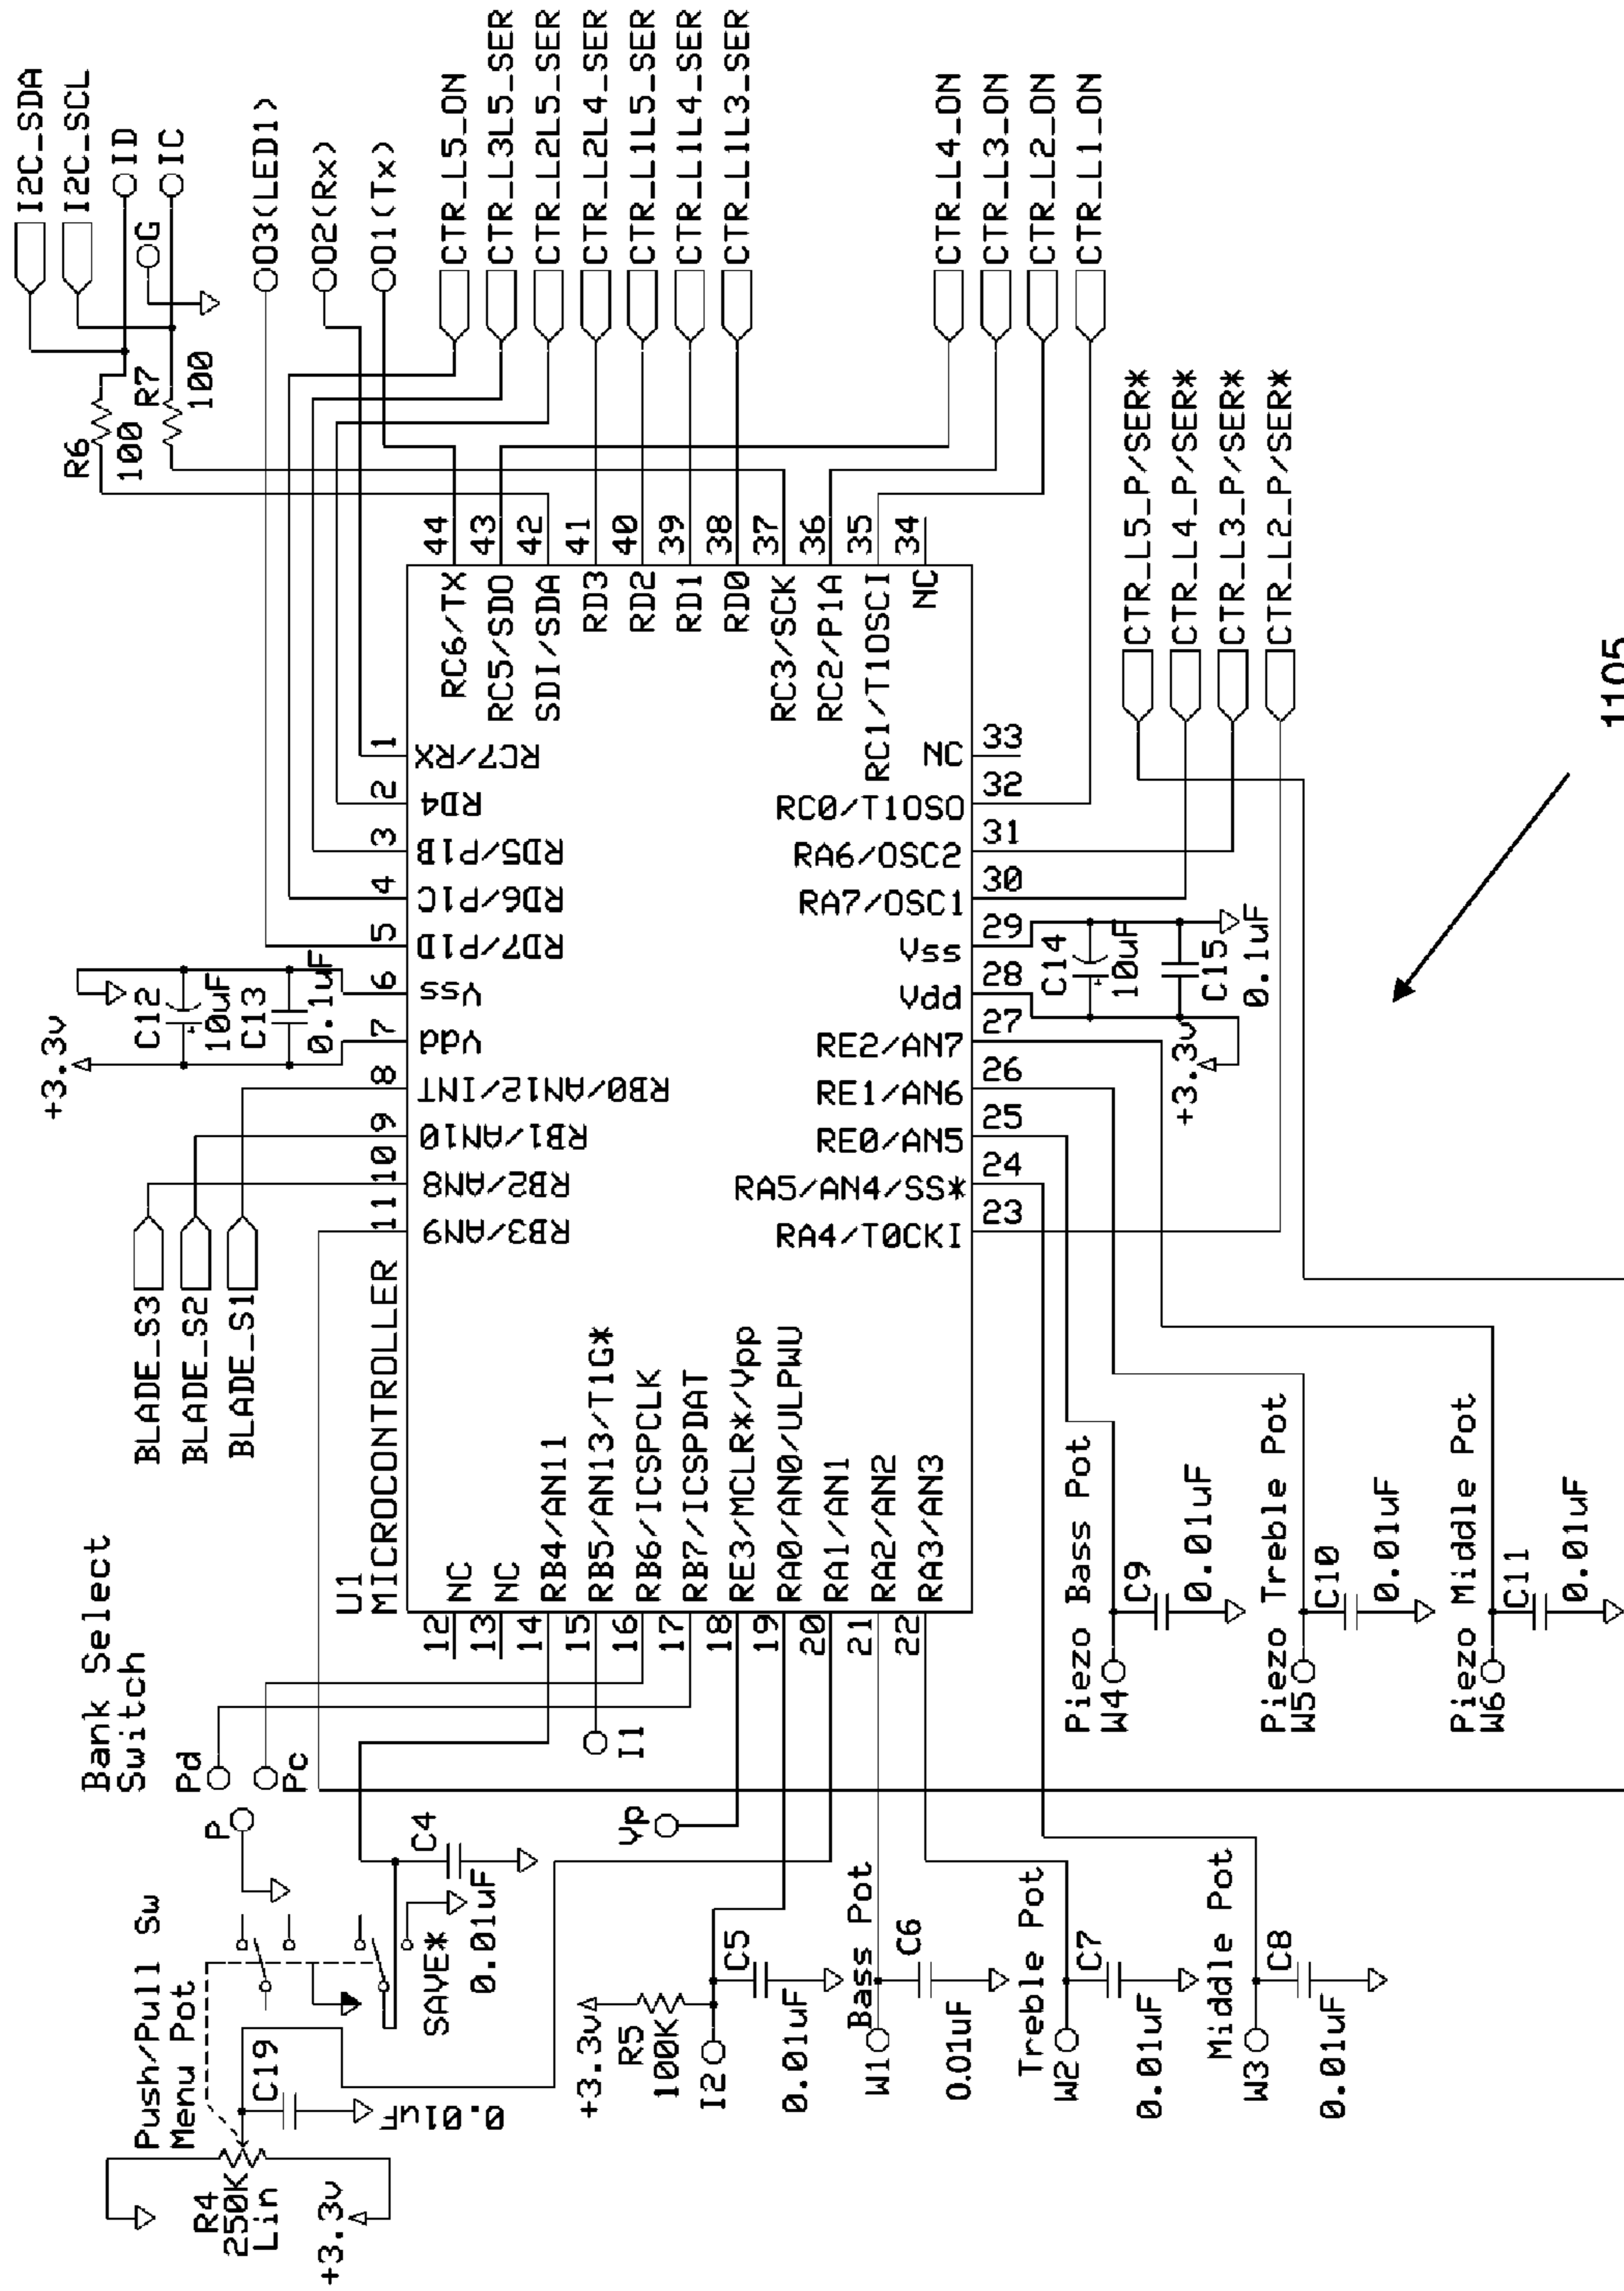 Push/Pull Sw
Menu Pot
R4
250K
Lin
+3.3v
C19
0.01uF
SAVE*
C4
0.01uF
Bank Select
Switch
P
Pd
Pc
I1
Vp
+3.3v
R5
100K
I2
C5
0.01uF
Bass Pot
W1
C6
0.01uF
Treble Pot
W2
C7
0.01uF
Middle Pot
W3
C8
0.01uF
Piezo Bass Pot
W4
C9
0.01uF
Piezo Treble Pot
W5
C10
0.01uF
Piezo Middle Pot
W6
C11
0.01uF
BLADE_S3
BLADE_S2
BLADE_S1
+3.3v
C12
10uF
C13
0.1uF
U1
MICROCONTROLLER
12 NC
13 NC
14 RB4/AN11
15 RB5/AN13/T1G*
16 RB6/ICSPCLK
17 RB7/ICSPDAT
18 RE3/MCLR*/Vpp
19 RA0/AN0/ULPWU
20 RA1/AN1
21 RA2/AN2
22 RA3/AN3
11 RB3/AN9
10 RB2/AN8
9 RB1/AN10
8 RB0/AN12/INT
7 Vdd
6 Vss
5 RD7/P1D
4 RD6/P1C
3 RD5/P1B
2 RD4
1 RC7/RX
RA4/T0CKI 23
RA5/AN4/SS* 24
RE0/AN5 25
RE1/AN6 26
RE2/AN7 27
Vdd 28
Vss 29
RA7/OSC1 30
RA6/OSC2 31
RC0/T1OSO 32
NC 33
RC6/TX 44
RC5/SDO 43
SDI/SDA 42
RD3 41
RD2 40
RD1 39
RD0 38
RC3/SCK 37
RC2/P1A 36
RC1/T1OSCI 35
NC 34
+3.3v
C14
10uF
C15
0.1uF
R6
100
R7
100
I2C_SDA
I2C_SCL
ID
IC
G
O3(LED1)
O2(Rx)
O1(Tx)
CTR_L5_ON
CTR_L3L5_SER
CTR_L2L5_SER
CTR_L2L4_SER
CTR_L1L5_SER
CTR_L1L4_SER
CTR_L1L3_SER
CTR_L4_ON
CTR_L3_ON
CTR_L2_ON
CTR_L1_ON
CTR_L5_P/SER*
CTR_L4_P/SER*
CTR_L3_P/SER*
CTR_L2_P/SER*
1105